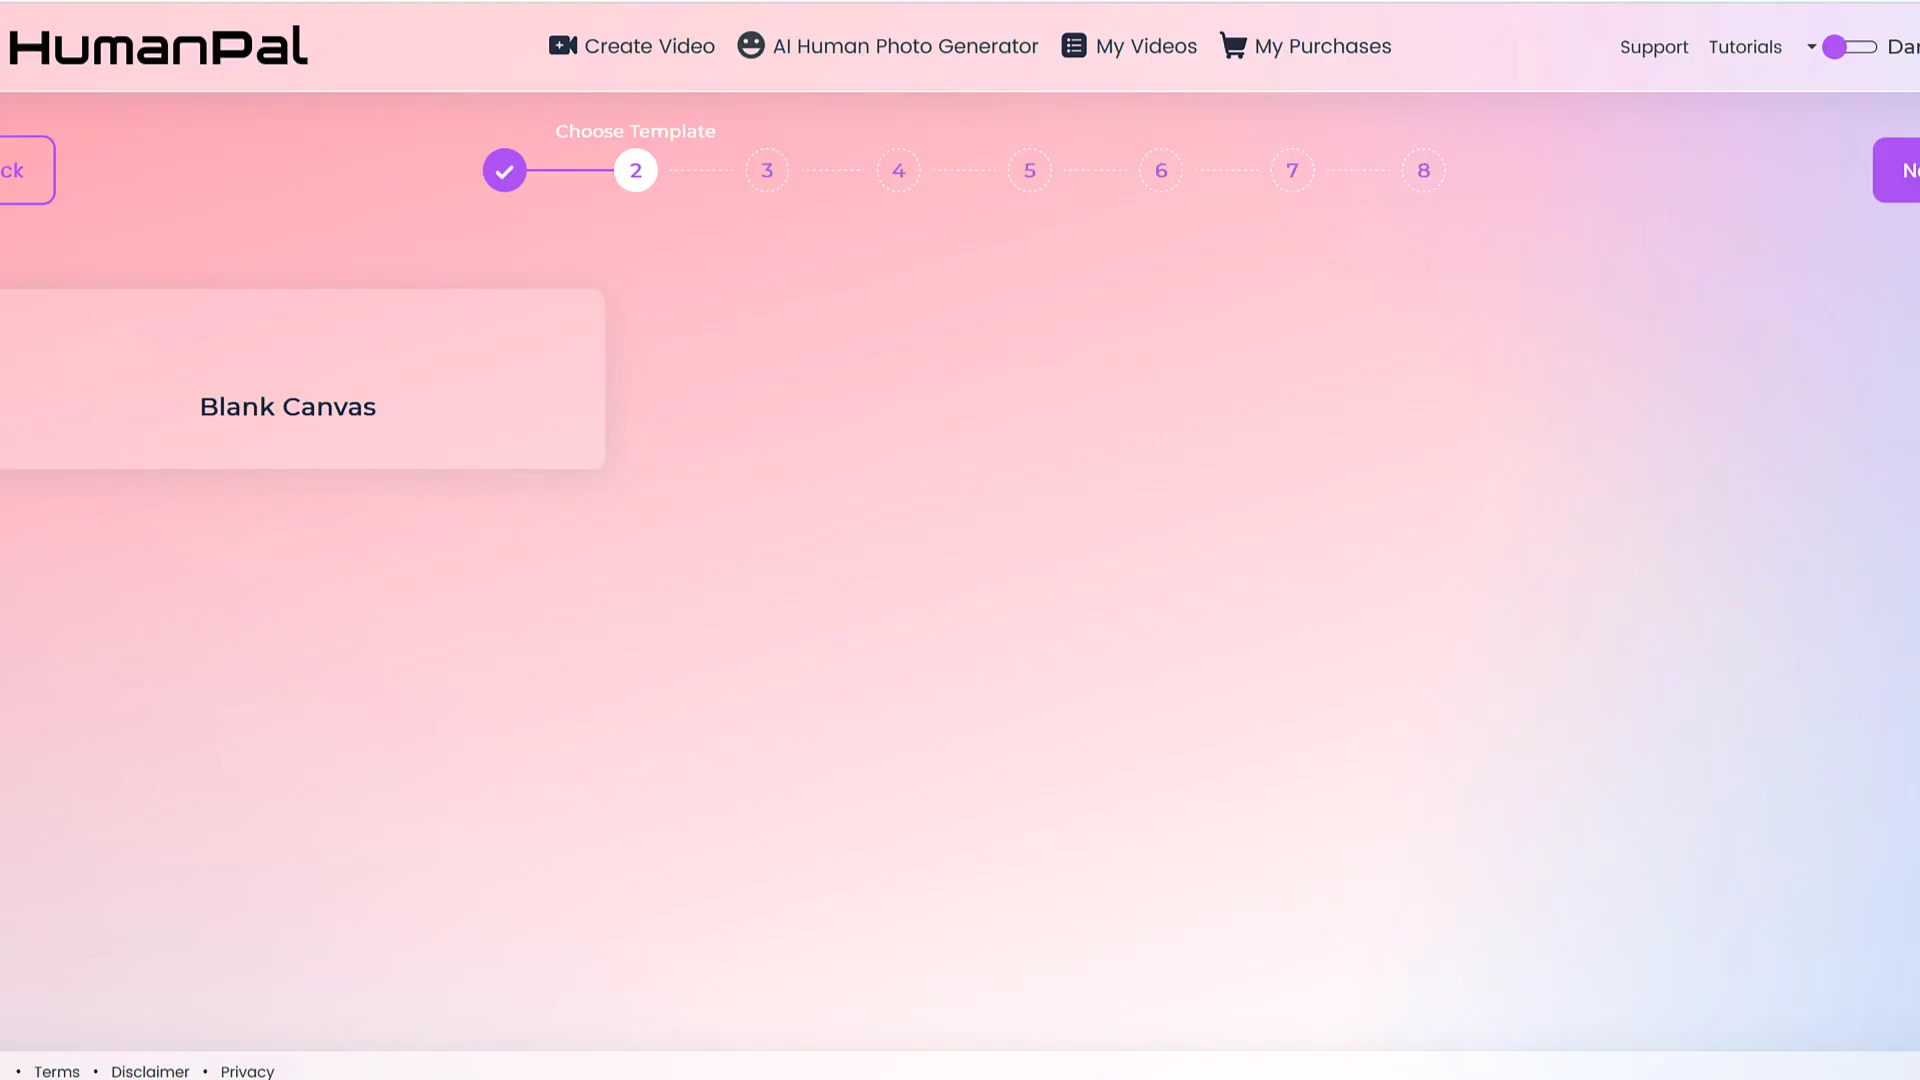 HumanPal
Create Video
AI Human Photo Generator
My Videos
My Purchases
Support
Tutorials
Choose Template
2
3
4
5
6
7
8
Blank Canvas
• Terms • Disclaimer • Privacy